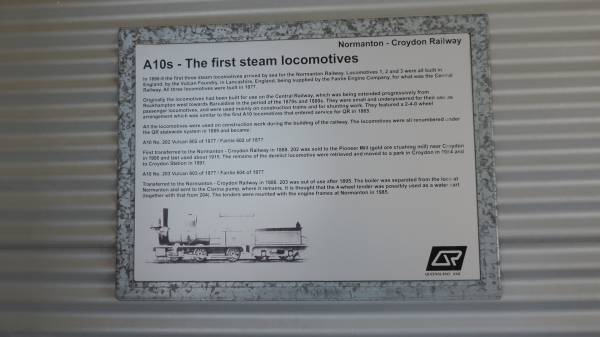 Normanton - Croydon Railway
A10s - The first steam locomotives
In 1888-9 the first three steam locomotives arrived by sea for the Normanton Railway. Locomotives 1, 2 and 3 were all built in
England, by the Vulcan Foundry, in Lancashire, England, being supplied by the Fairlie Engine Company, for what was the Central
Railway. All three locomotives were built in 1877.
Originally the locomotives had been built for use on the Central Railway, which was being extended progressively from
Rockhampton west towards Barcaldine in the period of the 1870s and 1880s. They were small and underpowered for their use as
passenger locomotives, and were used mainly on construction trains and for shunting work. They featured a 2-4-0 wheel
arrangement which was similar to the first A10 locomotives that entered service for QR in 1865.
All the locomotives were used on construction work during the building of the railway. The locomotives were all renumbered under
the QR statewide system in 1889 and became
A10 No. 202 Vulcan 802 of 1877 / Fairlie 602 of 1877
First transferred to the Normanton - Croydon Railway in 1888. 202 was sold to the Pioneer Mill (gold ore crushing mill) near Croydon
in 1900 and last used about 1915. The remains of the derelict locomotive were retrieved and moved to a park in Croydon in 1974 and
to Croydon Station in 1991.
A10 No. 203 Vulcan 803 of 1877 / Fairlie 604 of 1877
Transferred to the Normanton - Croydon Railway in 1888. 203 was out of use after 1895. The boiler was separated from the loco at
Normanton and sent to the Clarina pump, where it remains. It is thought that the 4-wheel tender was possibly used as a water cart
(together with that from 204). The tenders were reunited with the engine frames at Normanton in 1985.
QR
QUEENSLAND RAIL